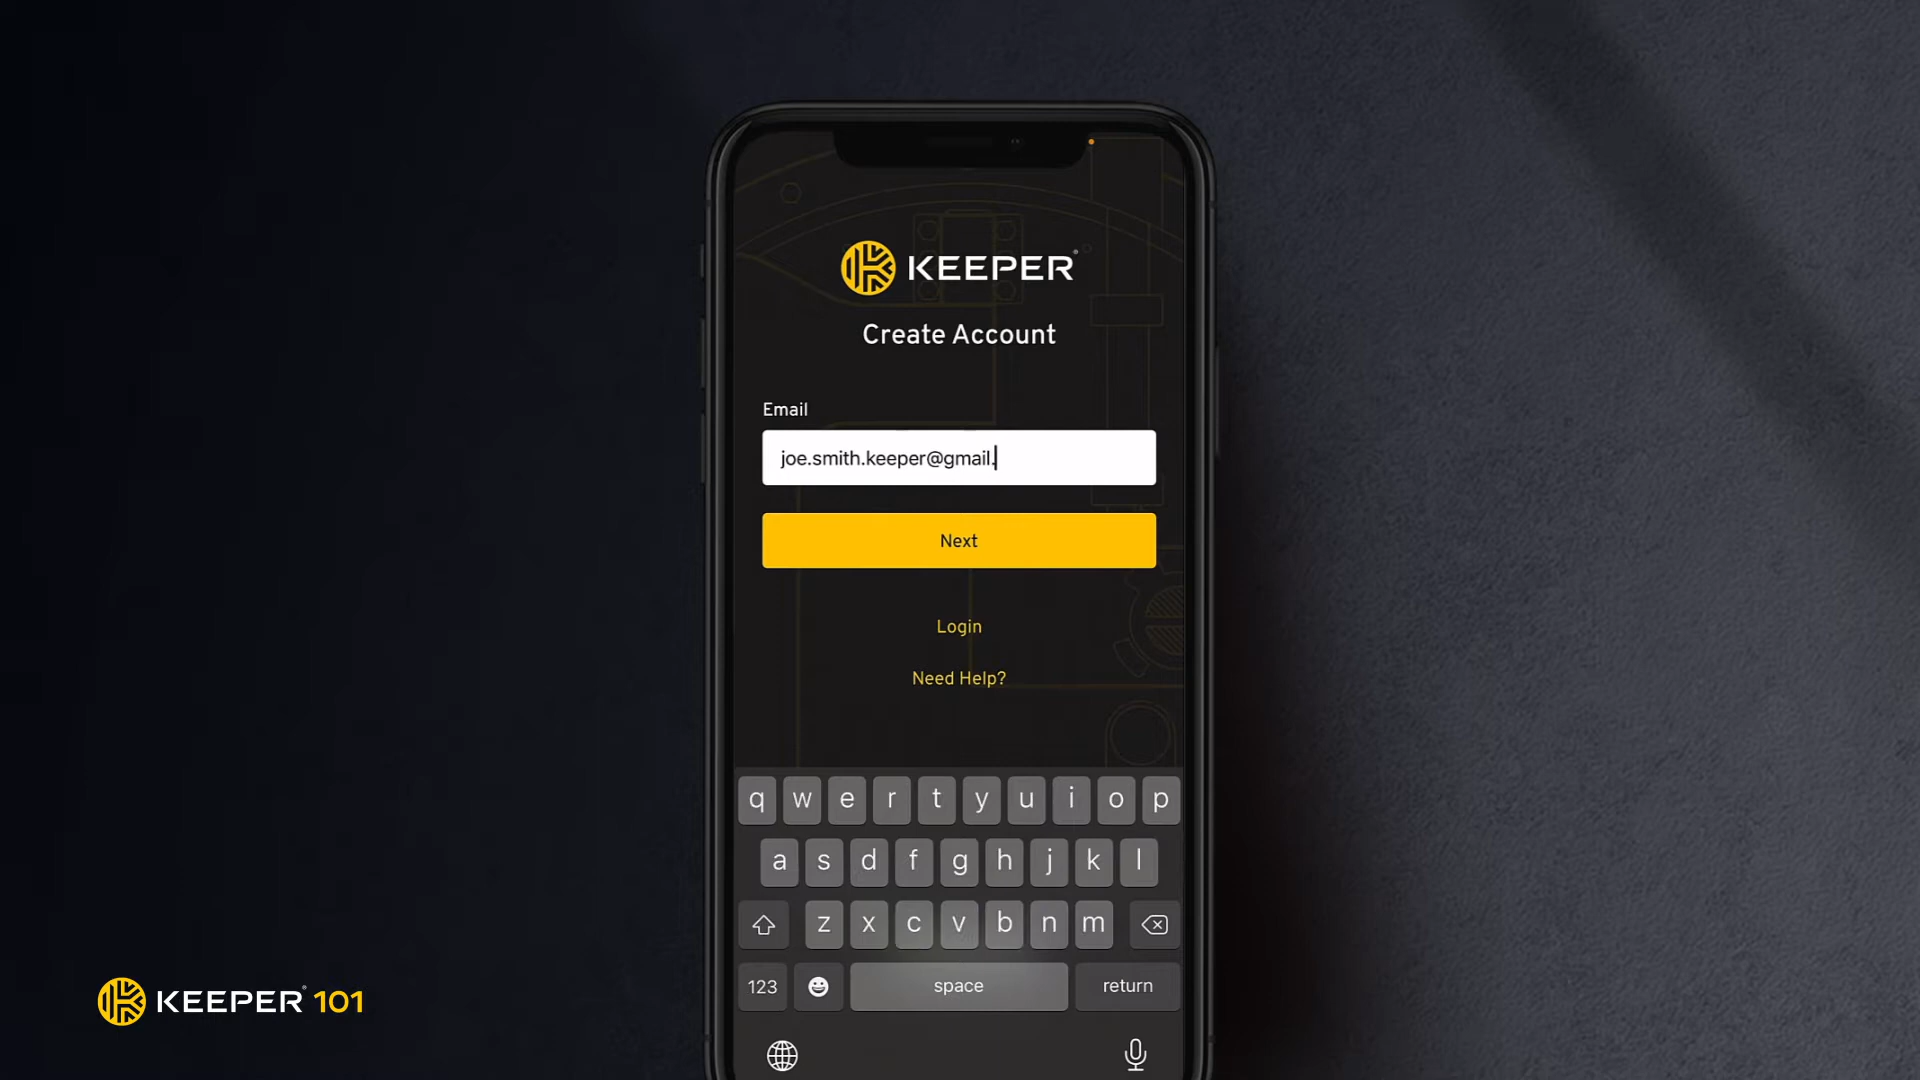 KEEPER®
Create Account
Email
joe.smith.keeper@gmail.
Next
Login
Need Help?
q w e r t y u i o p
a s d f g h j k l
z x c v b n m
123 space return
KEEPER® 101